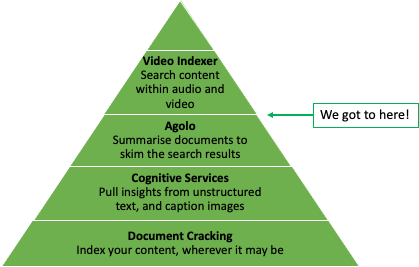 Video Indexer
Search content
within audio and
video
We got to here!
Agolo
Summarise documents to
skim the search results
Cognitive Services
Pull insights from unstructured
text, and caption images
Document Cracking
Index your content, wherever it may be